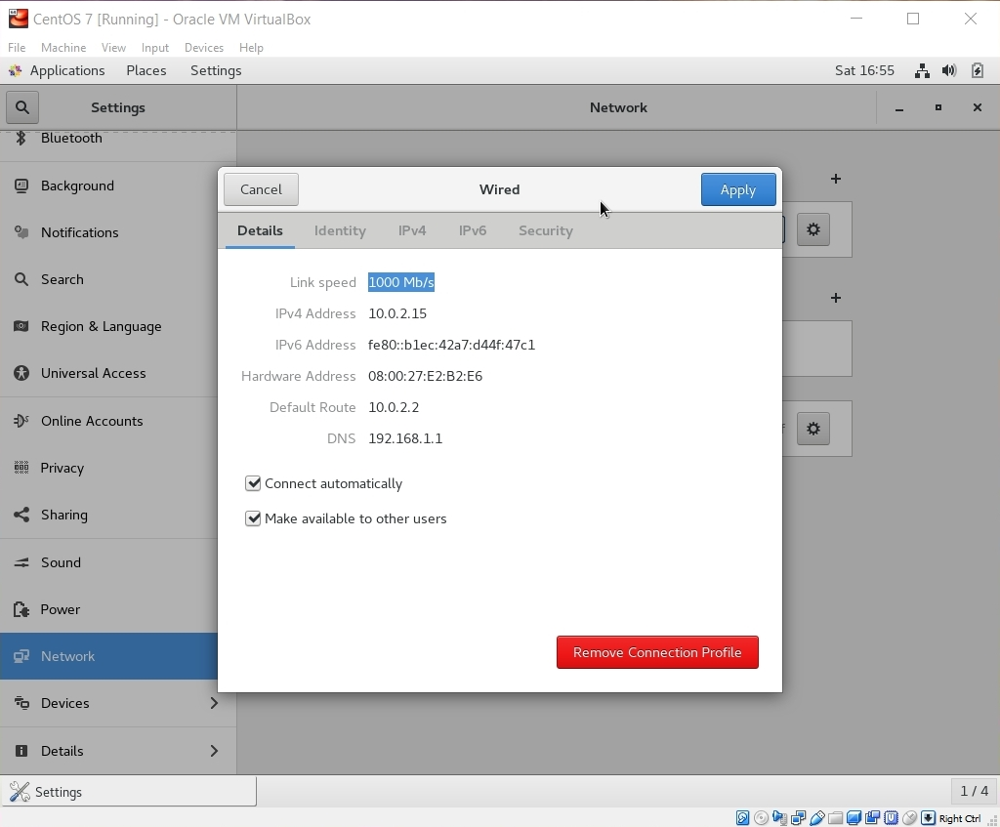 CentOS 7 [Running] - Oracle VM VirtualBox
File Machine View Input Devices Help
Applications Places Settings Sat 16:55
Settings Network
Bluetooth
Background
Notifications
Search
Region & Language
Universal Access
Online Accounts
Privacy
Sharing
Sound
Power
Network
Devices
Details
Cancel Wired Apply
Details Identity IPv4 IPv6 Security
Link speed 1000 Mb/s
IPv4 Address 10.0.2.15
IPv6 Address fe80::b1ec:42a7:d44f:47c1
Hardware Address 08:00:27:E2:B2:E6
Default Route 10.0.2.2
DNS 192.168.1.1
Connect automatically
Make available to other users
Remove Connection Profile
Settings 1 / 4
Right Ctrl